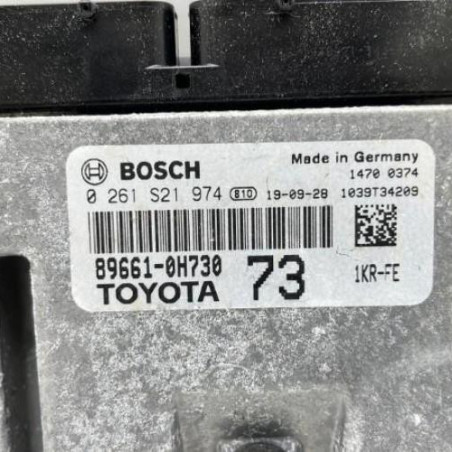 BOSCH
Made in Germany
1470 0374
0 261 S21 974 B10 19-09-28 1039T34209
89661-0H730
TOYOTA
73
1KR-FE